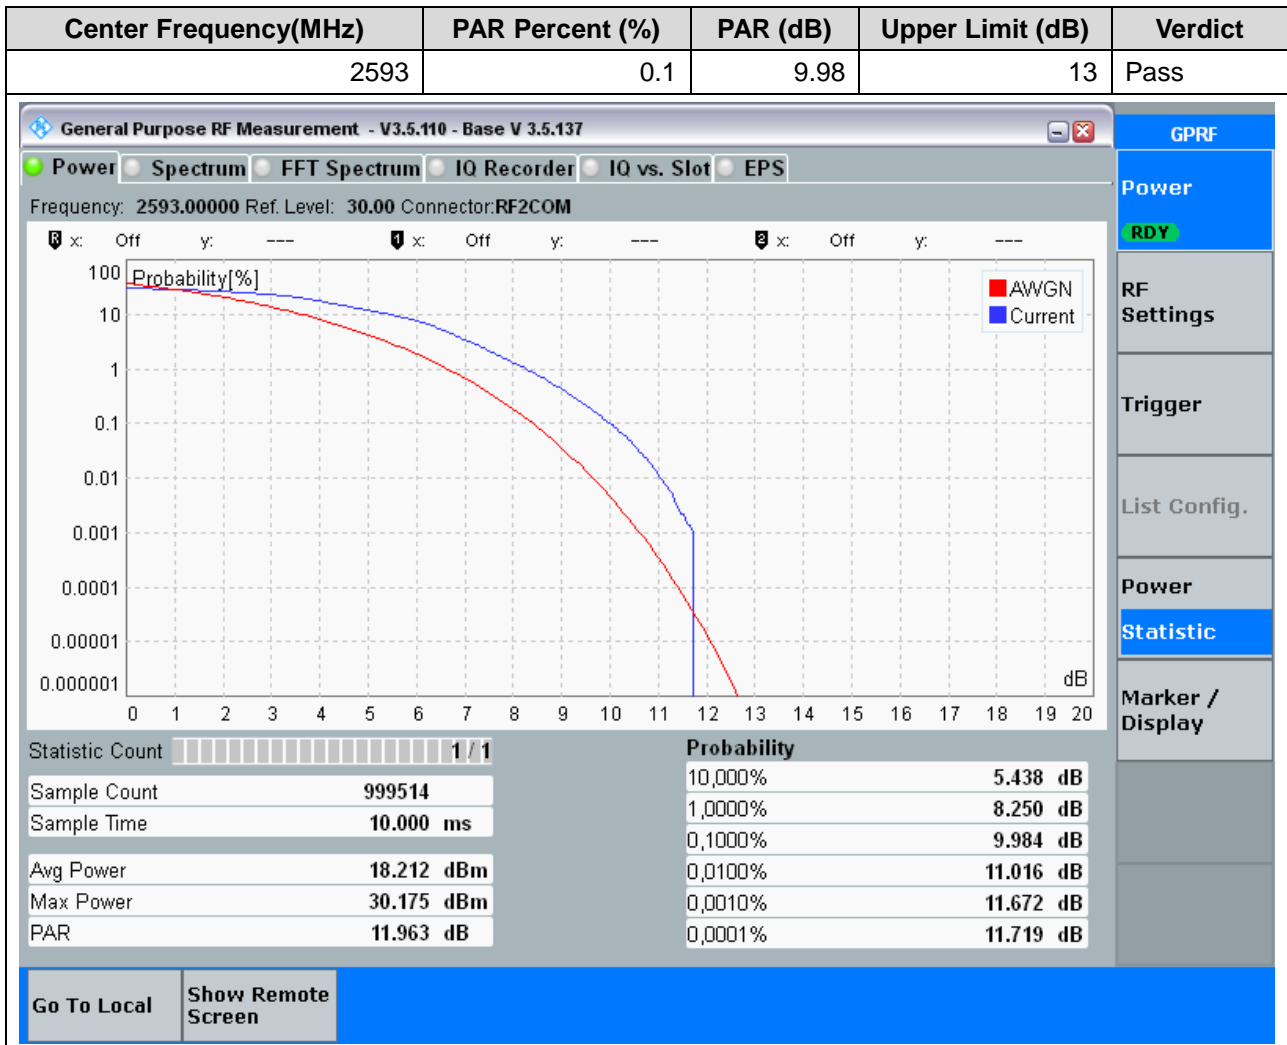 Center Frequency(MHz) PAR Percent (%) PAR (dB) Upper Limit (dB) Verdict
2593 0.1 9.98 13 Pass
General Purpose RF Measurement - V3.5.110 - Base V 3.5.137
GPRF
Power Spectrum FFT Spectrum IQ Recorder IQ vs. Slot EPS
Frequency: 2593.00000 Ref. Level: 30.00 Connector:RF2COM
R x: Off y: --- 1 x: Off y: --- 2 x: Off y: ---
Probability[%]
100
10
1
0.1
0.01
0.001
0.0001
0.00001
0.000001
AWGN
Current
dB
0 1 2 3 4 5 6 7 8 9 10 11 12 13 14 15 16 17 18 19 20
Statistic Count 1 / 1
Sample Count 999514
Sample Time 10.000 ms
Avg Power 18.212 dBm
Max Power 30.175 dBm
PAR 11.963 dB
Probability
10,000% 5.438 dB
1,0000% 8.250 dB
0,1000% 9.984 dB
0,0100% 11.016 dB
0,0010% 11.672 dB
0,0001% 11.719 dB
Power
RDY
RF
Settings
Trigger
List Config.
Power
Statistic
Marker /
Display
Go To Local
Show Remote
Screen